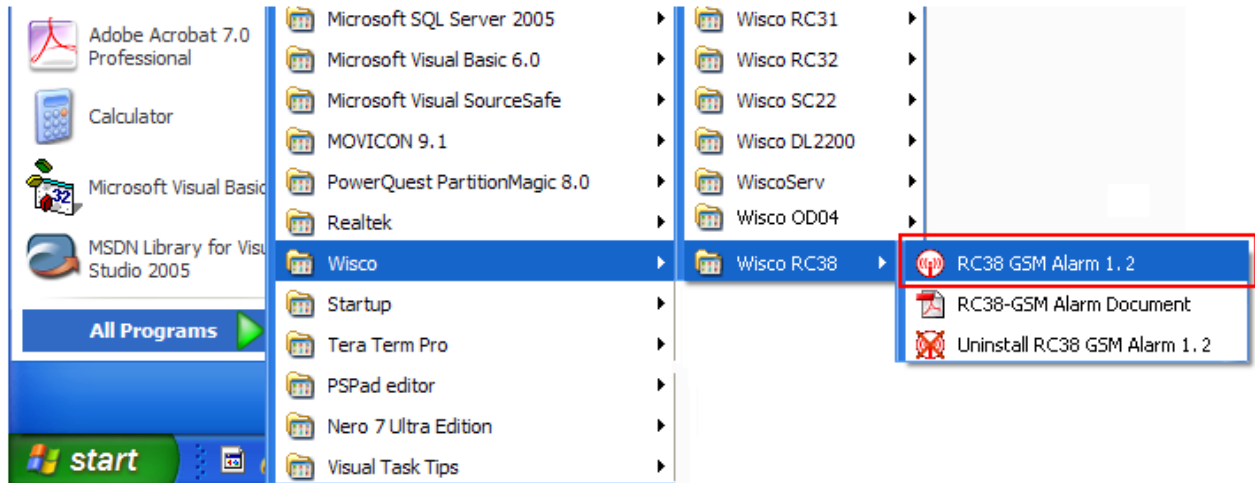 Adobe Acrobat 7.0
Professional
Calculator
Microsoft Visual Basic
MSDN Library for Visu
Studio 2005
All Programs
start
Microsoft SQL Server 2005
Microsoft Visual Basic 6.0
Microsoft Visual SourceSafe
MOVICON 9.1
PowerQuest PartitionMagic 8.0
Realtek
Wisco
Startup
Tera Term Pro
PSPad editor
Nero 7 Ultra Edition
Visual Task Tips
Wisco RC31
Wisco RC32
Wisco SC22
Wisco DL2200
WiscoServ
Wisco OD04
Wisco RC38
RC38 GSM Alarm 1.2
RC38-GSM Alarm Document
Uninstall RC38 GSM Alarm 1.2